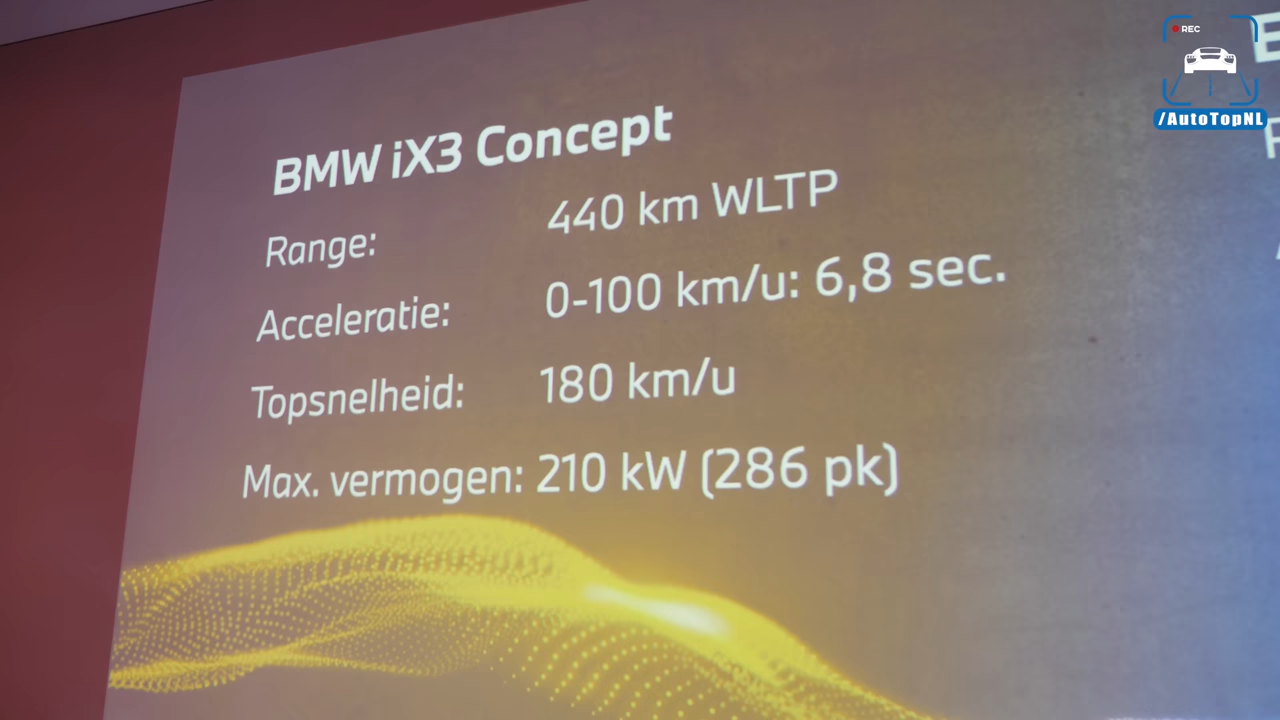 REC
/AutoTopNL
BMW iX3 Concept
Range: 440 km WLTP
Acceleratie: 0-100 km/u: 6,8 sec.
Topsnelheid: 180 km/u
Max. vermogen: 210 kW (286 pk)